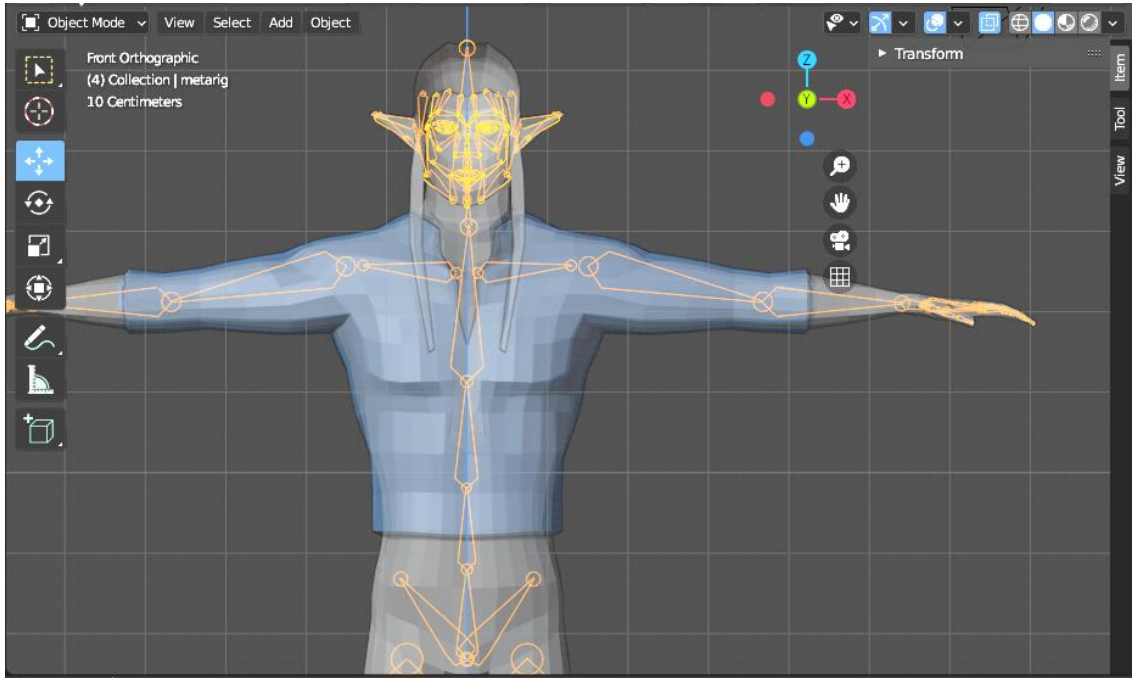 Object Mode View Select Add Object
Front Orthographic
(4) Collection | metarig
10 Centimeters
Transform
Item
Tool
View
Z
Y
X